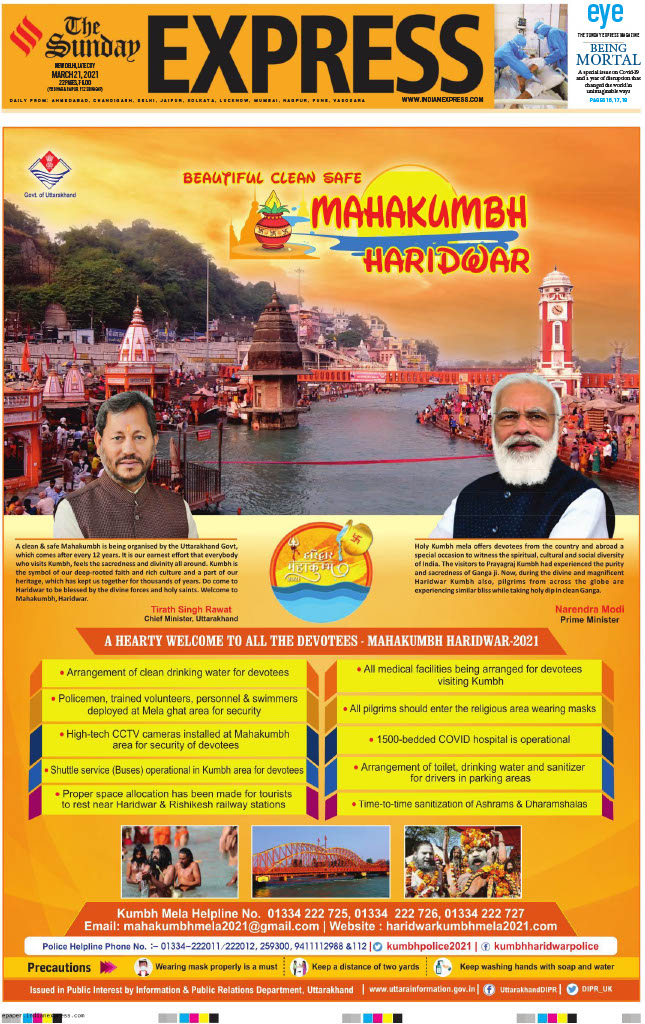 The
Sunday
EXPRESS
NEW DELHI, LATE CITY
MARCH 21, 2021
22 PAGES, ₹6.00
DAILY FROM: AHMEDABAD, CHANDIGARH, DELHI, JAIPUR, KOLKATA, LUCKNOW, MUMBAI, NAGPUR, PUNE, VADODARA
WWW.INDIANEXPRESS.COM
eye
THE SUNDAY EXPRESS MAGAZINE
BEING
MORTAL
A special issue on Covid-19
and a year of disruption that
changed the world in
unimaginable ways
PAGES 16, 17, 18
Govt. of Uttarakhand
BEAUTIFUL CLEAN SAFE
MAHAKUMBH
HARIDWAR
A clean & safe Mahakumbh is being organised by the Uttarakhand Govt,
which comes after every 12 years. It is our earnest effort that everybody
who visits Kumbh, feels the sacredness and divinity all around. Kumbh is
the symbol of our deep-rooted faith and rich culture and a part of our
heritage, which has kept us together for thousands of years. Do come to
Haridwar to be blessed by the divine forces and holy saints. Welcome to
Mahakumbh, Haridwar.
Tirath Singh Rawat
Chief Minister, Uttarakhand
हरिद्वार
महाकुम्भ
2021
Holy Kumbh mela offers devotees from the country and abroad a
special occasion to witness the spiritual, cultural and social diversity
of India. The visitors to Prayagraj Kumbh had experienced the purity
and sacredness of Ganga ji. Now, during the divine and magnificent
Haridwar Kumbh also, pilgrims from across the globe are
experiencing similar bliss while taking holy dip in clean Ganga.
Narendra Modi
Prime Minister
A HEARTY WELCOME TO ALL THE DEVOTEES - MAHAKUMBH HARIDWAR-2021
• Arrangement of clean drinking water for devotees
• Policemen, trained volunteers, personnel & swimmers
deployed at Mela ghat area for security
• High-tech CCTV cameras installed at Mahakumbh
area for security of devotees
• Shuttle service (Buses) operational in Kumbh area for devotees
• Proper space allocation has been made for tourists
to rest near Haridwar & Rishikesh railway stations
• All medical facilities being arranged for devotees
visiting Kumbh
• All pilgrims should enter the religious area wearing masks
• 1500-bedded COVID hospital is operational
• Arrangement of toilet, drinking water and sanitizer
for drivers in parking areas
• Time-to-time sanitization of Ashrams & Dharamshalas
Kumbh Mela Helpline No. 01334 222 725, 01334 222 726, 01334 222 727
Email: mahakumbhmela2021@gmail.com | Website : haridwarkumbhmela2021.com
Police Helpline Phone No. :- 01334-222011/222012, 259300, 9411112988 &112 | kumbhpolice2021 | kumbhharidwarpolice
Precautions
Wearing mask properly is a must
Keep a distance of two yards
Keep washing hands with soap and water
Issued in Public Interest by Information & Public Relations Department, Uttarakhand | www.uttarainformation.gov.in | UttarakhandDIPR | DIPR_UK
epaper.indianexpress.com